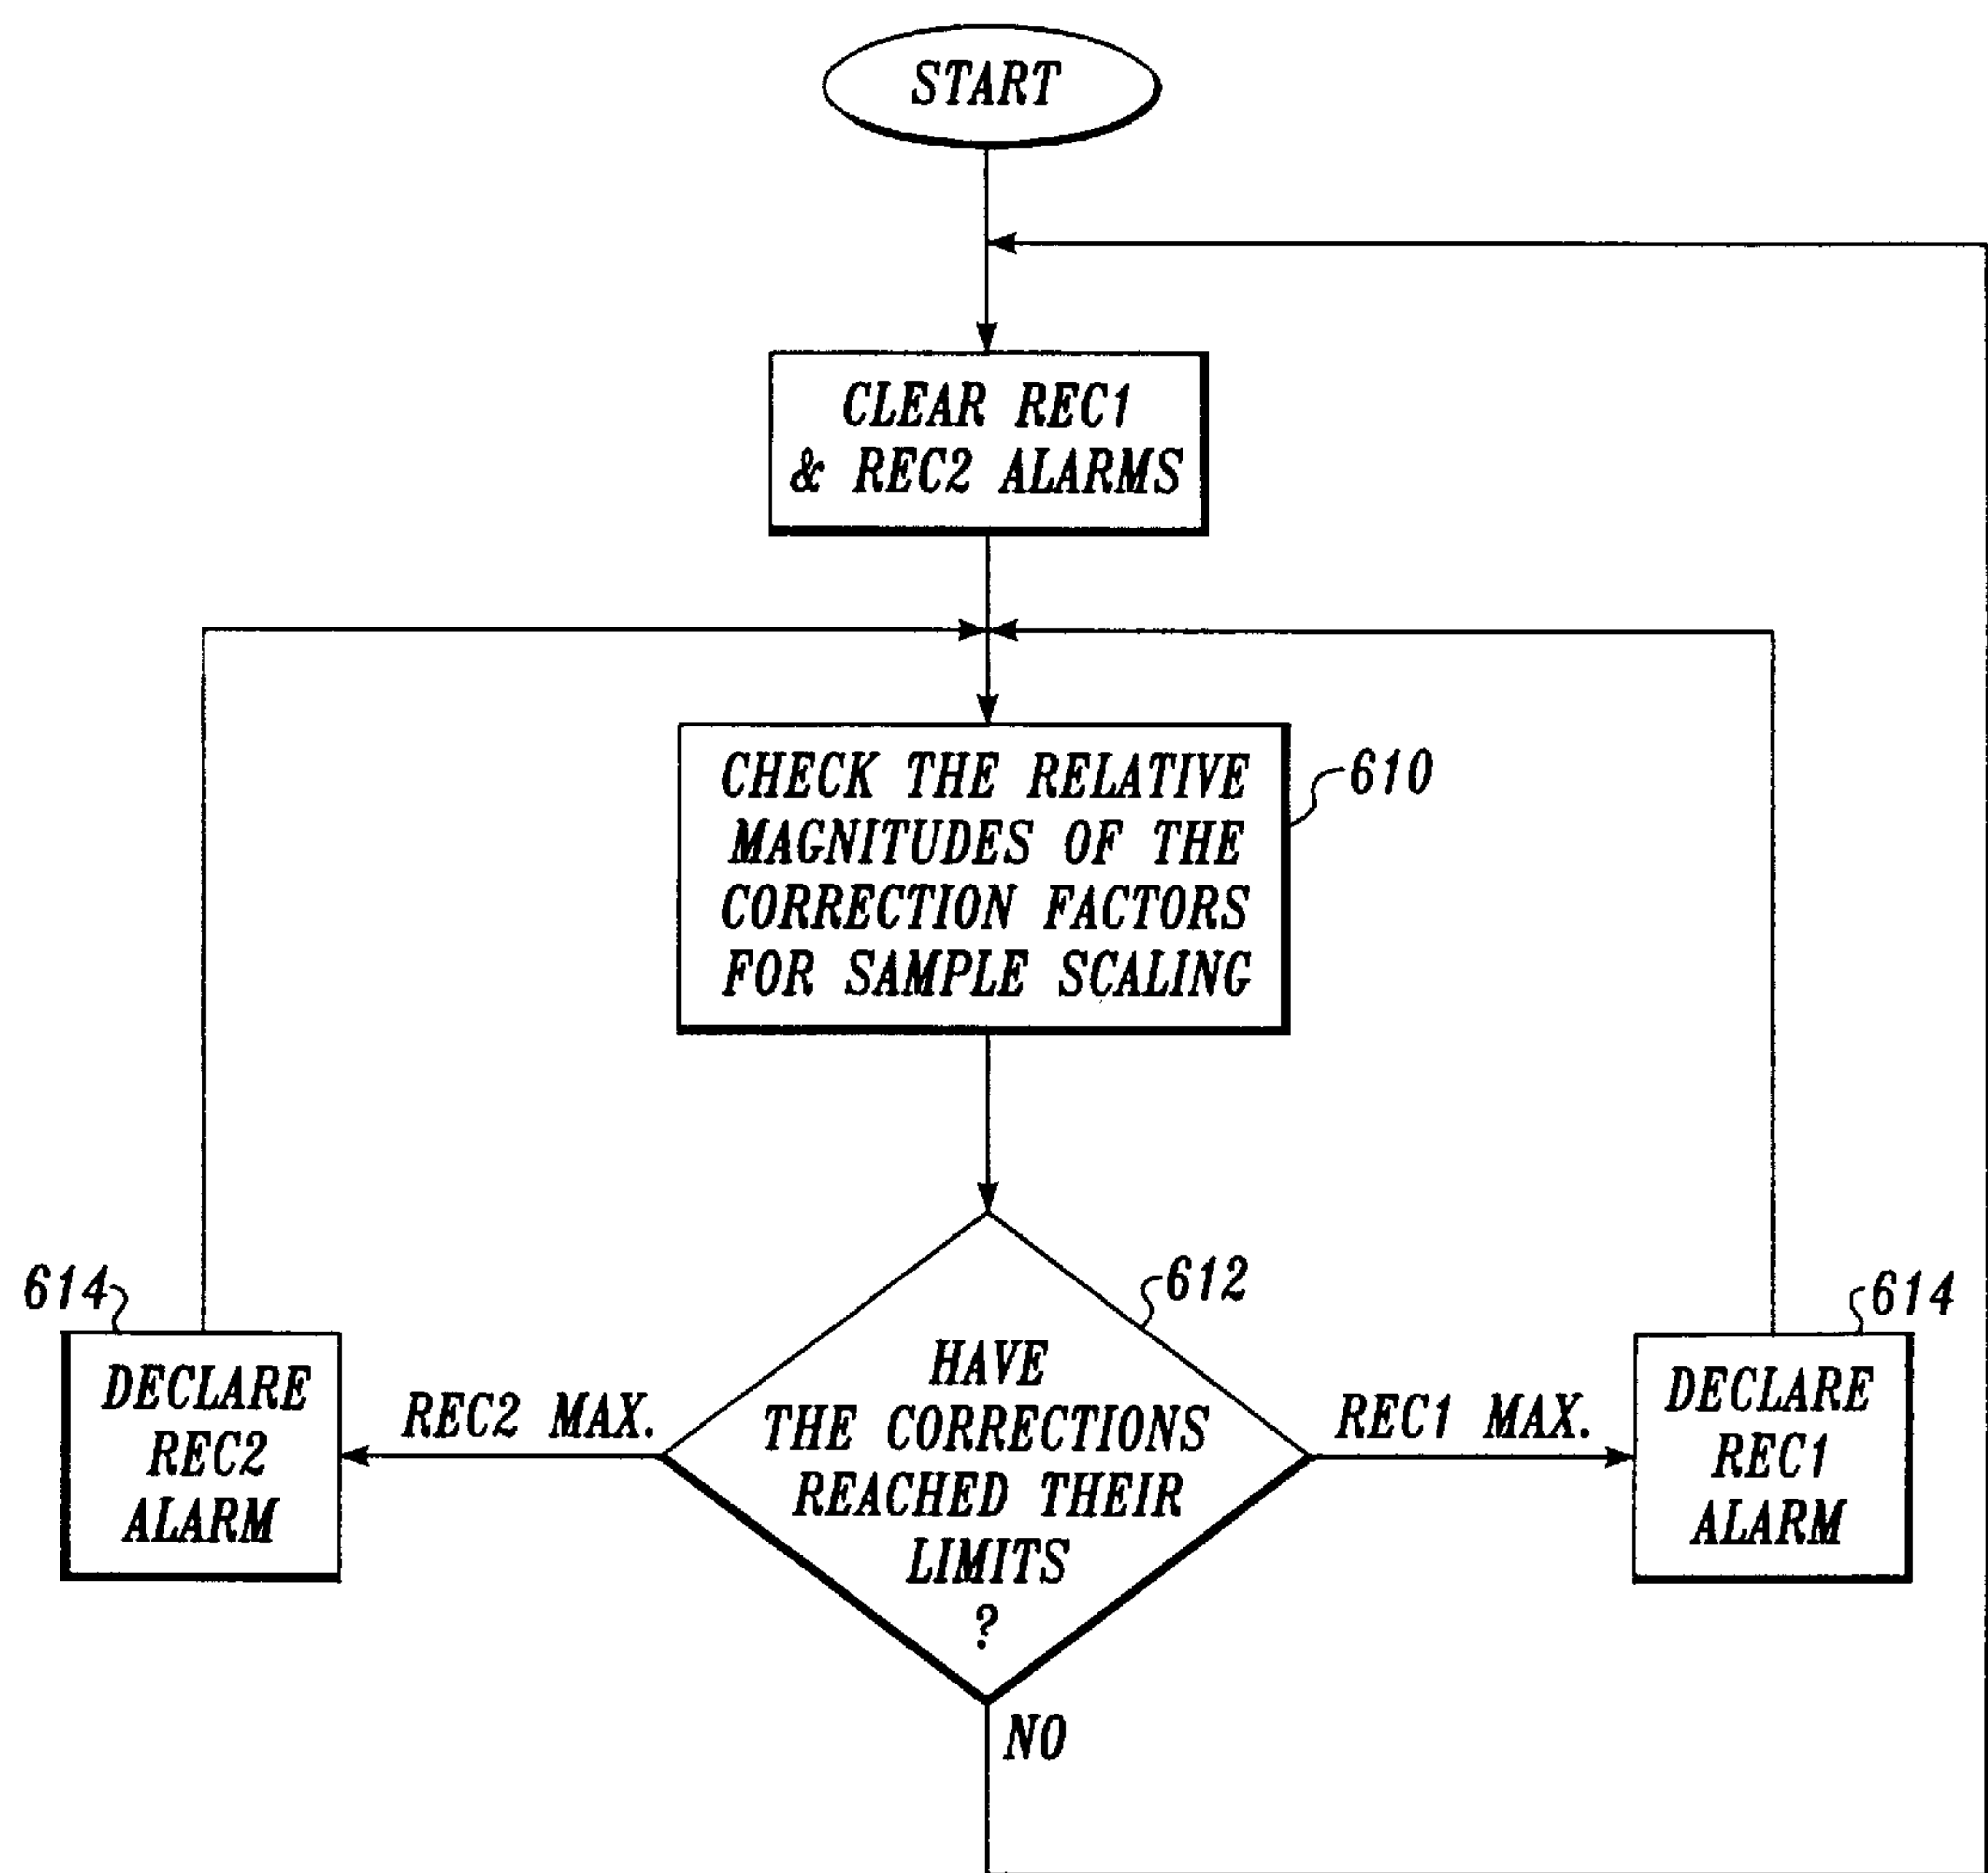 START
CLEAR REC1
& REC2 ALARMS
CHECK THE RELATIVE
MAGNITUDES OF THE
CORRECTION FACTORS
FOR SAMPLE SCALING
610
612
HAVE
THE CORRECTIONS
REACHED THEIR
LIMITS
?
REC2 MAX.
614
DECLARE
REC2
ALARM
REC1 MAX.
614
DECLARE
REC1
ALARM
NO